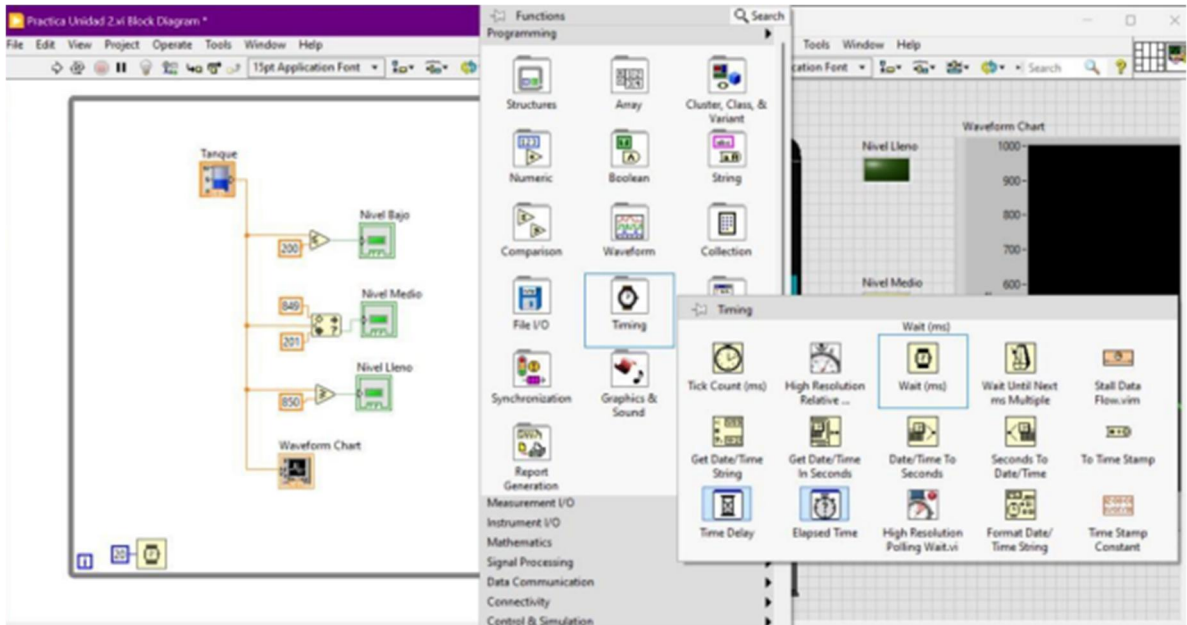 Practica Unidad 2.vi Block Diagram *
File Edit View Project Operate Tools Window Help
15pt Application Font
Tanque
Nivel Bajo
200
Nivel Medio
849
201
Nivel Lleno
850
Waveform Chart
i
20
Functions
Search
Programming
Structures
Array
Cluster, Class, &
Variant
Numeric
Boolean
String
Comparison
Waveform
Collection
File I/O
Timing
Synchronization
Graphics &
Sound
Report
Generation
Measurement I/O
Instrument I/O
Mathematics
Signal Processing
Data Communication
Connectivity
Control & Simulation
Timing
Wait (ms)
Tick Count (ms)
High Resolution
Relative ...
Wait (ms)
Wait Until Next
ms Multiple
Stall Data
Flow.vim
Get Date/Time
String
Get Date/Time
In Seconds
Date/Time To
Seconds
Seconds To
Date/Time
To Time Stamp
Time Delay
Elapsed Time
High Resolution
Polling Wait.vi
Format Date/
Time String
Time Stamp
Constant
Tools Window Help
cation Font
Search
Nivel Lleno
Nivel Medio
Waveform Chart
1000
900
800
700
600